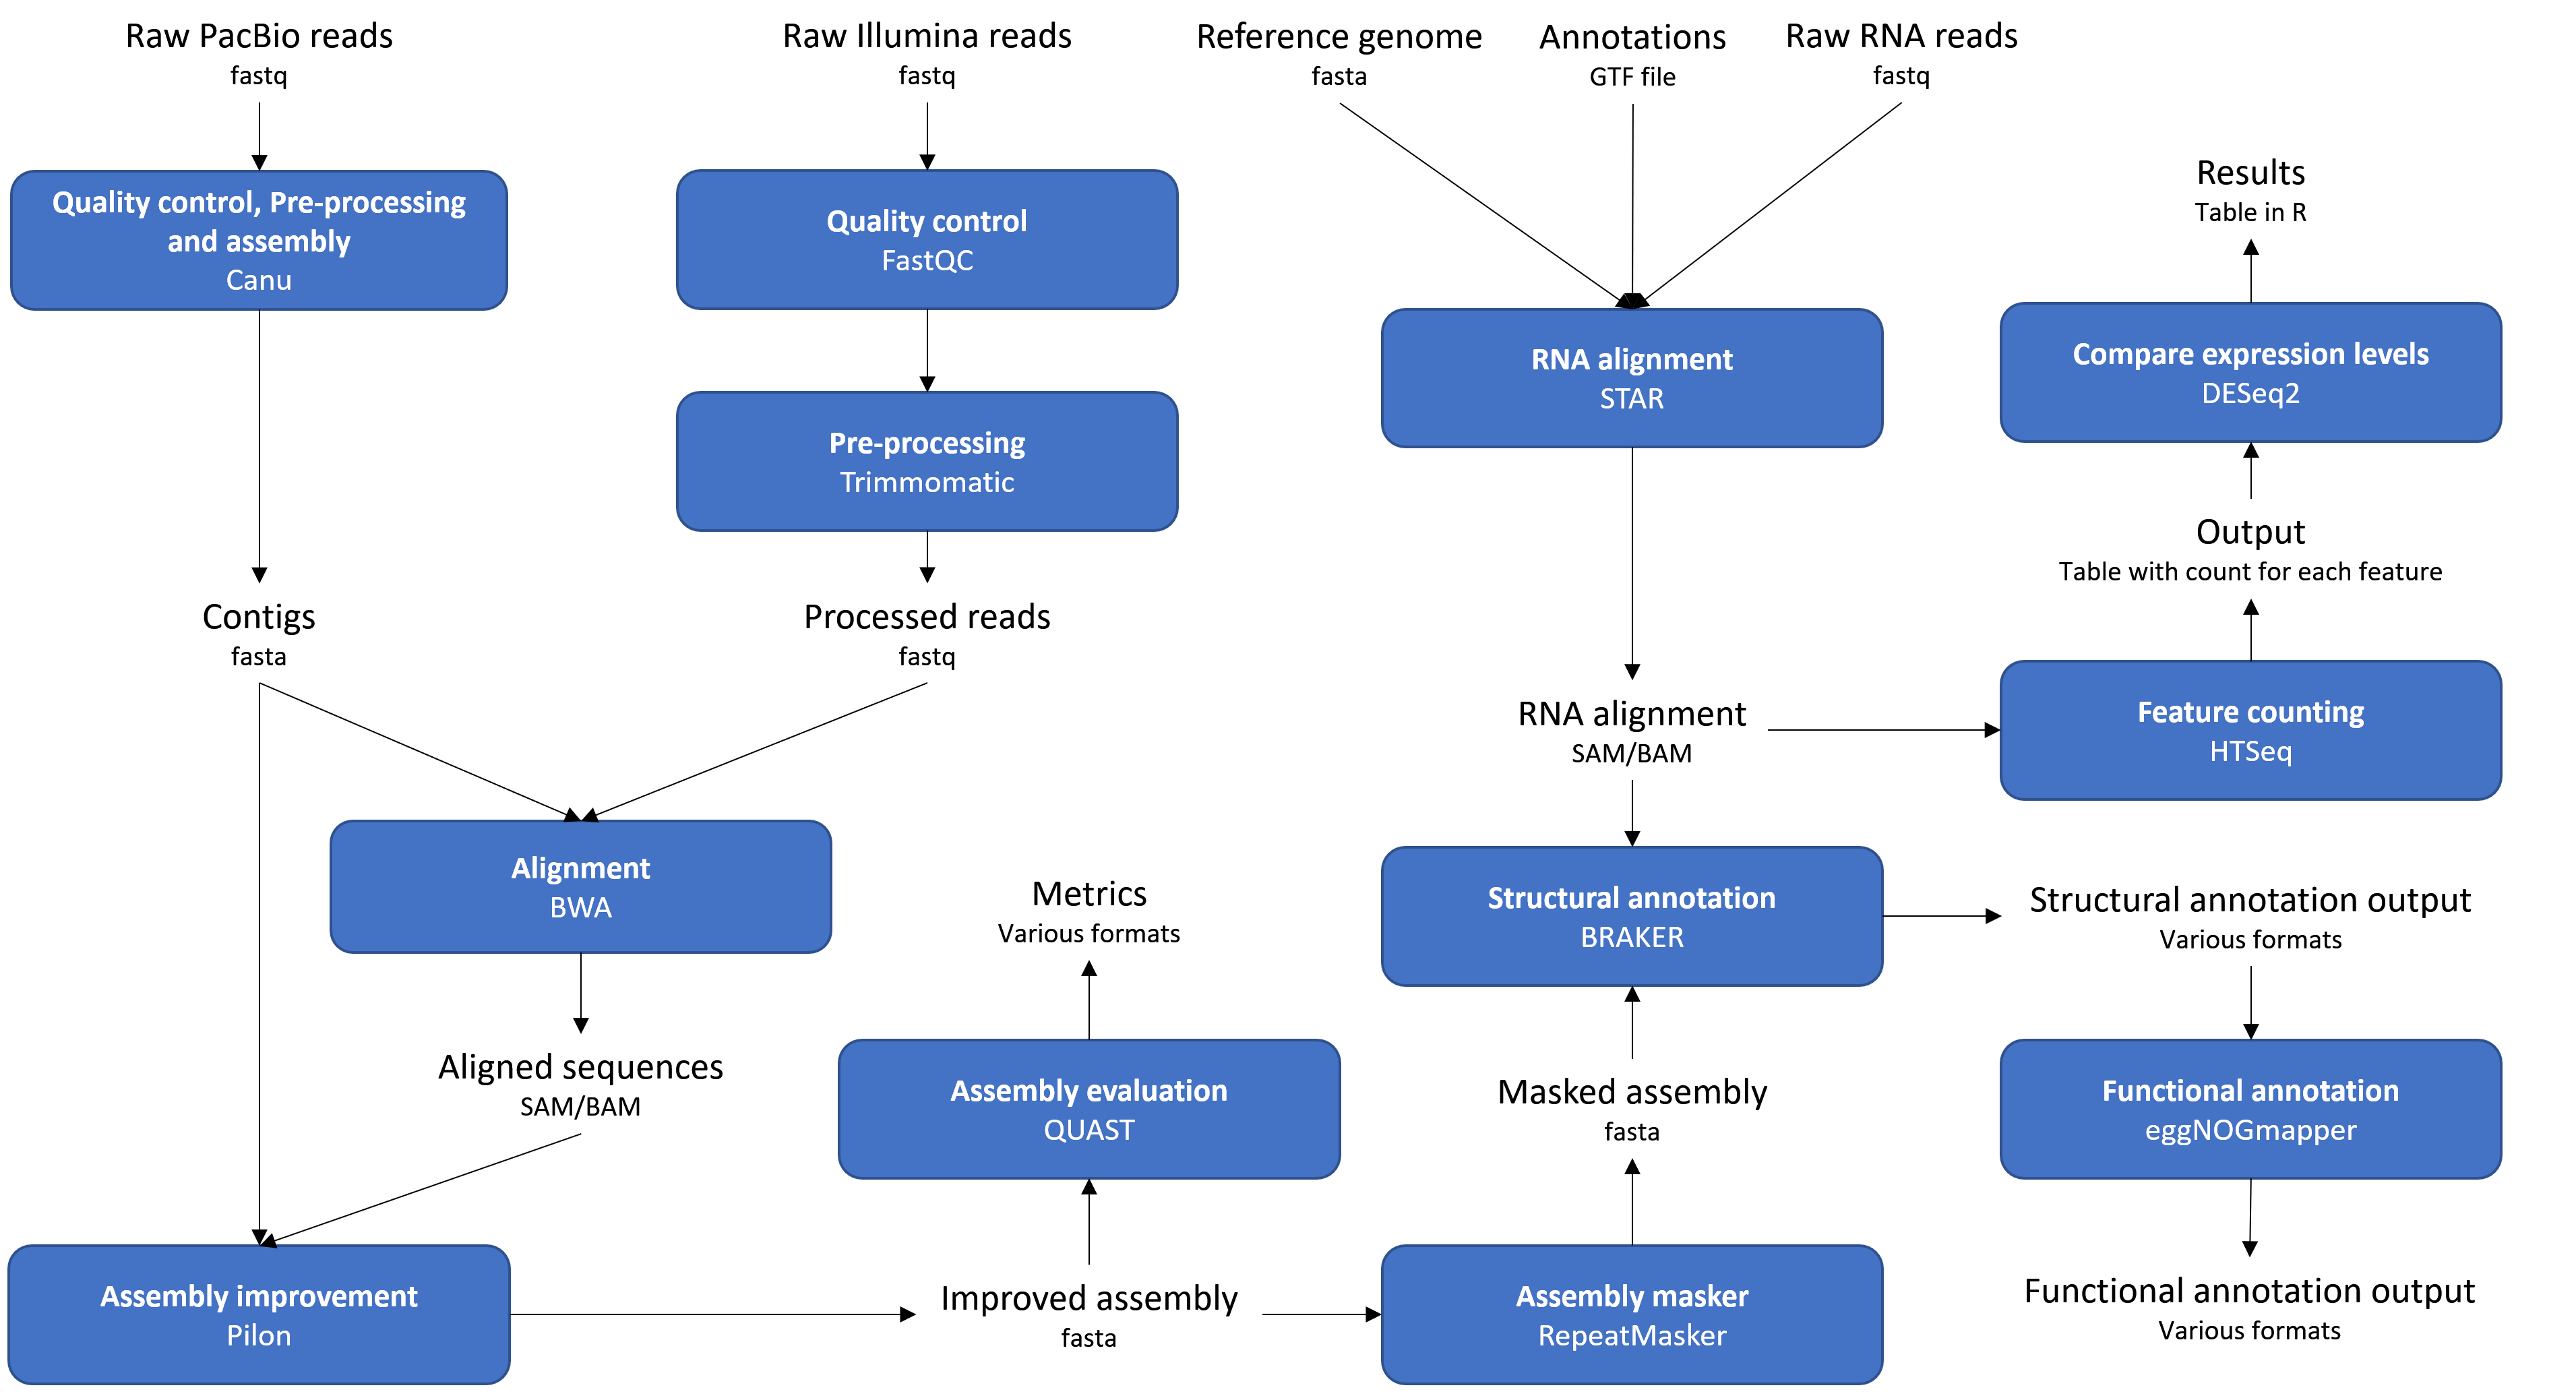 Raw PacBio reads
fastq
Raw Illumina reads
fastq
Reference genome
fasta
Annotations
GTF file
Raw RNA reads
fastq
Quality control, Pre-processing
and assembly
Canu
Quality control
FastQC
Results
Table in R
RNA alignment
STAR
Compare expression levels
DESeq2
Pre-processing
Trimmomatic
Output
Table with count for each feature
Contigs
fasta
Processed reads
fastq
RNA alignment
SAM/BAM
Feature counting
HTSeq
Alignment
BWA
Metrics
Various formats
Structural annotation
BRAKER
Structural annotation output
Various formats
Aligned sequences
SAM/BAM
Assembly evaluation
QUAST
Masked assembly
fasta
Functional annotation
eggNOGmapper
Assembly improvement
Pilon
Improved assembly
fasta
Assembly masker
RepeatMasker
Functional annotation output
Various formats